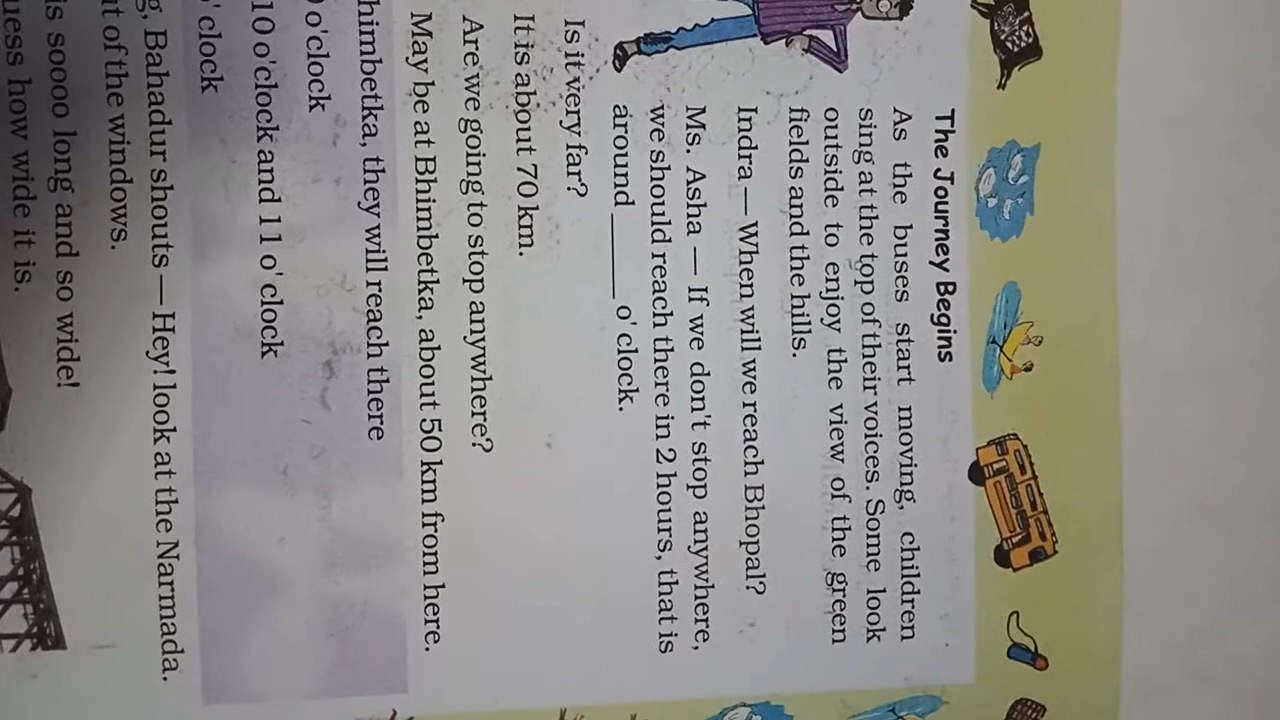 The Journey Begins
As the buses start moving, children
sing at the top of their voices. Some look
outside to enjoy the view of the green
fields and the hills.
Indra — When will we reach Bhopal?
Ms. Asha — If we don't stop anywhere,
we should reach there in 2 hours, that is
around ______ o' clock.
Is it very far?
It is about 70 km.
Are we going to stop anywhere?
May be at Bhimbetka, about 50 km from here.
himbetka, they will reach there
o'clock
10 o'clock and 11 o' clock
o' clock
g, Bahadur shouts — Hey! look at the Narmada.
t of the windows.
is soooo long and so wide!
uess how wide it is.